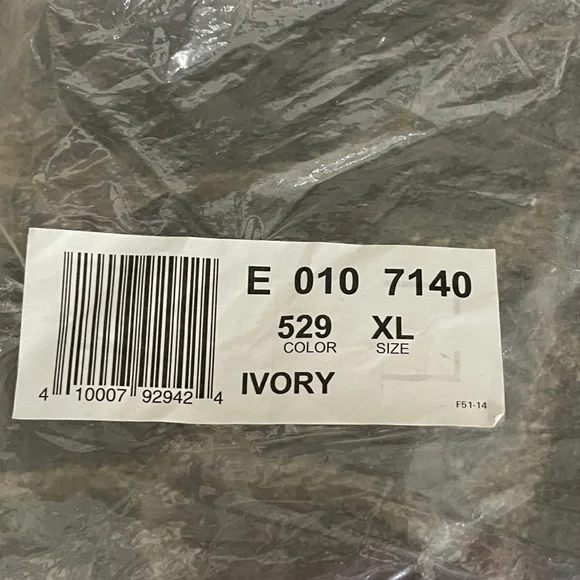 E 010 7140
529 XL
COLOR SIZE
IVORY
4 10007 92942 4
F51-14